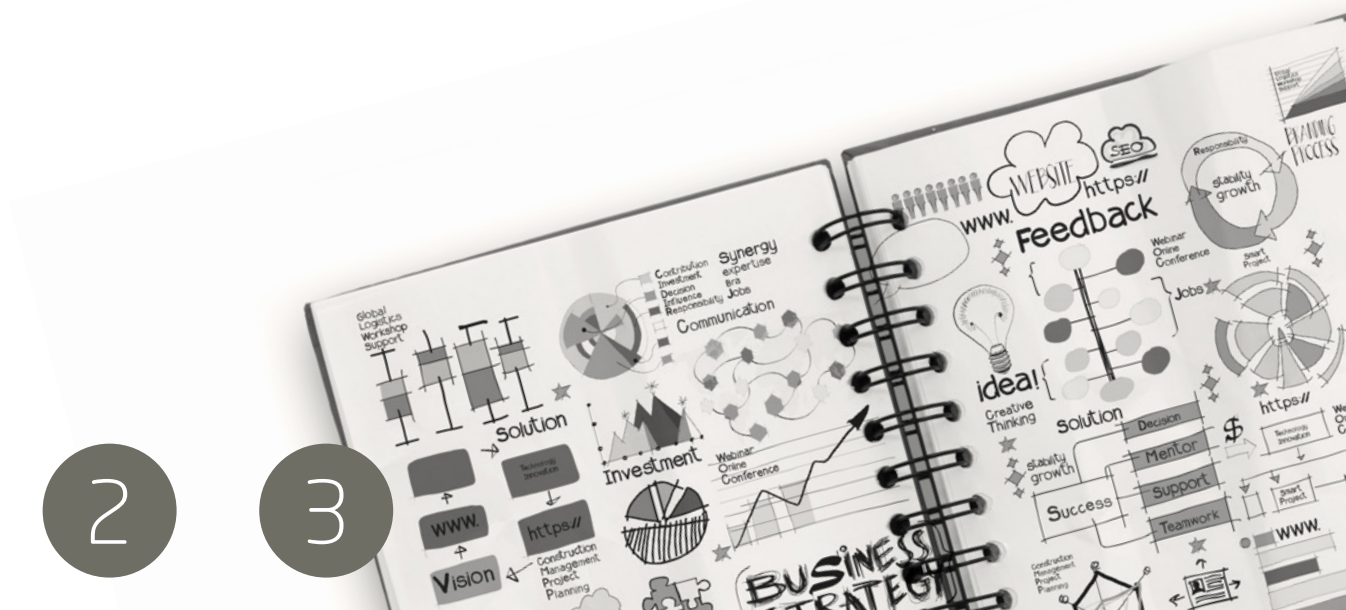 2
3
Global
Logistics
Workshop
Support
Solution
Technology
Innovation
WWW.
https://
Vision
Construction
Management
Project
Planning
Contribution
Investment
Decision
Influence
Responsibility
Synergy
expertise
Bra
Jobs
Communication
Investment
Webinar
Online
Conference
BUSINESS
STRATEGY
WEBSITE
SEO
https://
www.
Feedback
Responsibility
stability
growth
PLANNING
PROCESS
Webinar
Online
Conference
Smart
Project
Jobs
idea!
Creative
Thinking
Solution
Decision
Mentor
Support
Teamwork
Stability
growth
Success
$
https://
Technology
Innovation
Smart
Project
WWW.
Construction
Management
Project
Planning